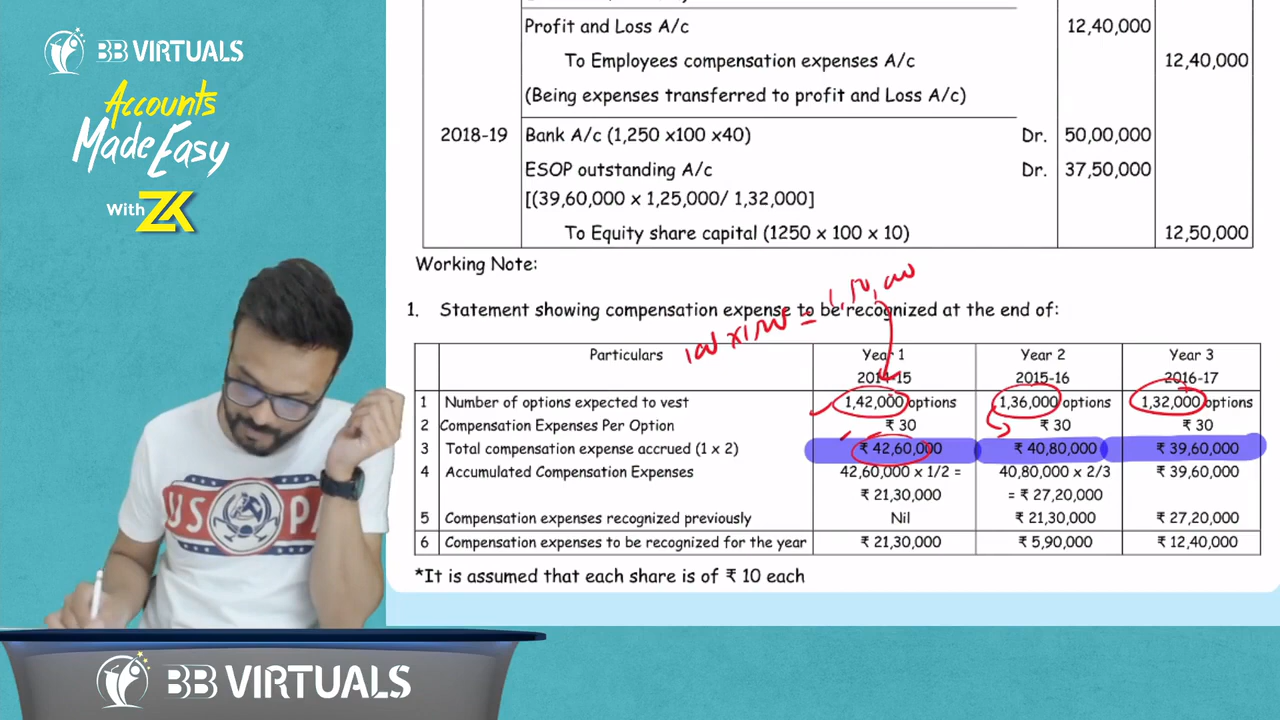 BB VIRTUALS
Accounts
Made Easy
With ZK
Profit and Loss A/c 12,40,000
To Employees compensation expenses A/c 12,40,000
(Being expenses transferred to profit and Loss A/c)
2018-19 Bank A/c (1,250 x100 x40) Dr. 50,00,000
ESOP outstanding A/c Dr. 37,50,000
[(39,60,000 x 1,25,000/ 1,32,000]
To Equity share capital (1250 x 100 x 10) 12,50,000
Working Note:
1. Statement showing compensation expense to be recognized at the end of:
Particulars Year 1 Year 2 Year 3
2014-15 2015-16 2016-17
1 Number of options expected to vest 1,42,000 options 1,36,000 options 1,32,000 options
2 Compensation Expenses Per Option ₹ 30 ₹ 30 ₹ 30
3 Total compensation expense accrued (1 x 2) ₹ 42,60,000 ₹ 40,80,000 ₹ 39,60,000
4 Accumulated Compensation Expenses 42,60,000 x 1/2 = 40,80,000 x 2/3 ₹ 39,60,000
₹ 21,30,000 = ₹ 27,20,000
5 Compensation expenses recognized previously Nil ₹ 21,30,000 ₹ 27,20,000
6 Compensation expenses to be recognized for the year ₹ 21,30,000 ₹ 5,90,000 ₹ 12,40,000
*It is assumed that each share is of ₹ 10 each
BB VIRTUALS